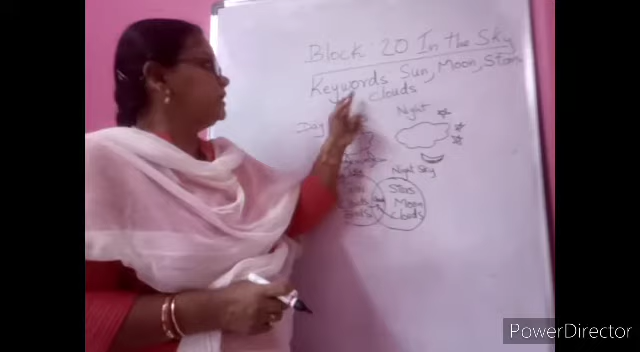 Block: 20 In the Sky
Keywords Sun, Moon, Stars
clouds
Day
Night
Night Sky
Stars
Moon
clouds
PowerDirector